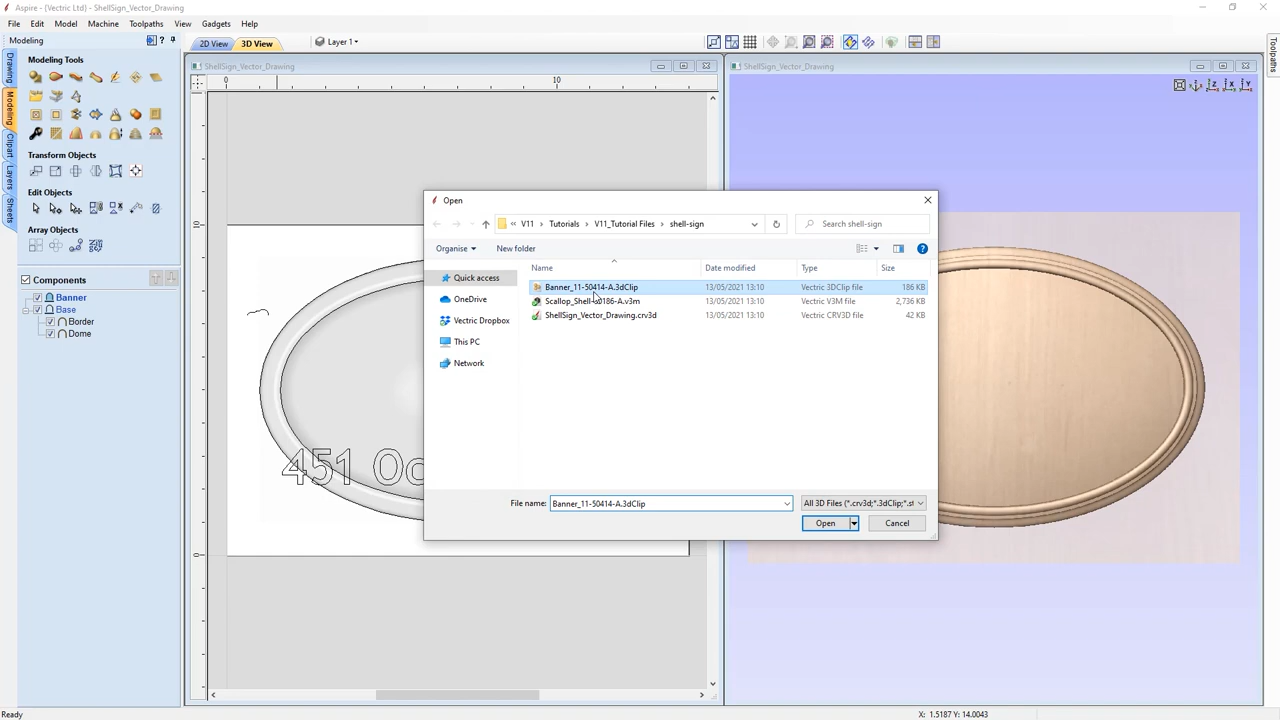 Aspire - {Vectric Ltd} - ShellSign_Vector_Drawing
File Edit Model Machine Toolpaths View Gadgets Help
Modeling
2D View 3D View Layer 1
Toolpaths
Drawing
Modeling
Clipart
Layers
Sheets
Modeling Tools
Transform Objects
Edit Objects
Array Objects
Components
Banner
Base
Border
Dome
ShellSign_Vector_Drawing
0 10
10
0
451 Oc
ShellSign_Vector_Drawing
Open
« V11 › Tutorials › V11_Tutorial Files › shell-sign
Search shell-sign
Organise New folder
Quick access
OneDrive
Vectric Dropbox
This PC
Network
Name Date modified Type Size
Banner_11-50414-A.3dClip 13/05/2021 13:10 Vectric 3DClip file 186 KB
Scallop_Shell 0186-A.v3m 13/05/2021 13:10 Vectric V3M file 2,736 KB
ShellSign_Vector_Drawing.crv3d 13/05/2021 13:10 Vectric CRV3D file 42 KB
File name: Banner_11-50414-A.3dClip All 3D Files (*.crv3d;*.3dClip;*.st
Open Cancel
Ready X: 1.5187 Y: 14.0043